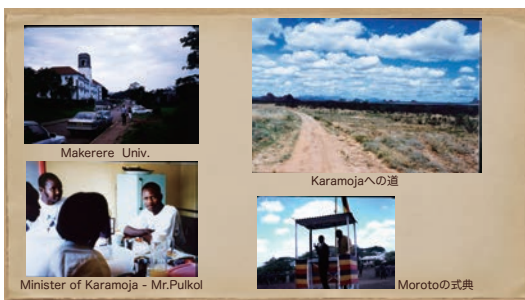 Makerere Univ.
Karamojaへの道
Minister of Karamoja - Mr.Pulkol
Morotoの式典